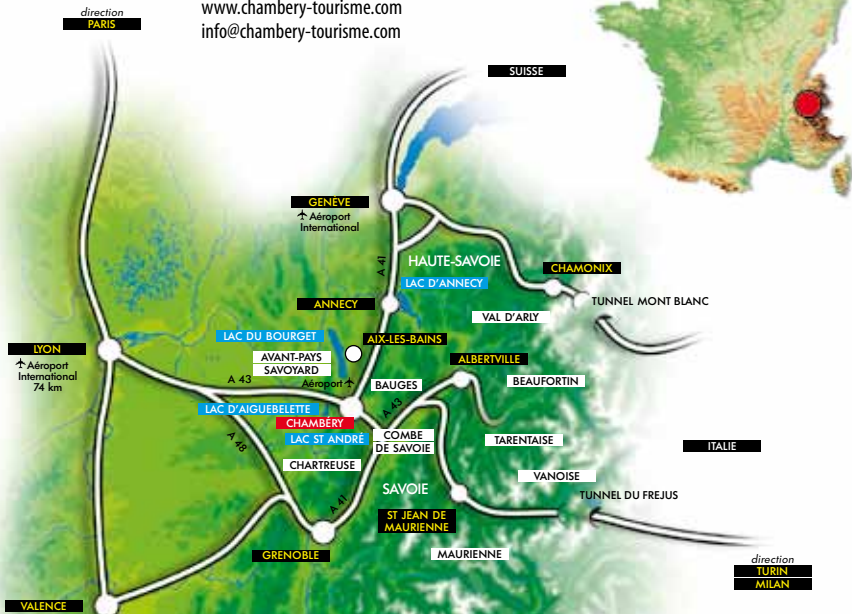 www.chambery-tourisme.com
info@chambery-tourisme.com
direction
PARIS
SUISSE
GENÈVE
Aéroport
International
A 41
HAUTE-SAVOIE
LAC D'ANNECY
CHAMONIX
ANNECY
TUNNEL MONT BLANC
VAL D'ARLY
LAC DU BOURGET
AIX-LES-BAINS
LYON
Aéroport
International
74 km
AVANT-PAYS
SAVOYARD
ALBERTVILLE
A 43
Aéroport
BAUGES
BEAUFORTIN
LAC D'AIGUEBELETTE
A 43
CHAMBÉRY
LAC ST ANDRÉ
COMBE
DE SAVOIE
A 48
TARENTAISE
ITALIE
CHARTREUSE
VANOISE
SAVOIE
TUNNEL DU FREJUS
A 41
ST JEAN DE
MAURIENNE
GRENOBLE
MAURIENNE
direction
TURIN
MILAN
VALENCE